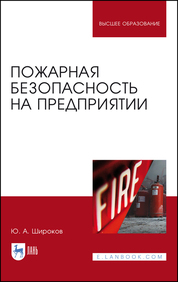 ВЫСШЕЕ ОБРАЗОВАНИЕ
ПОЖАРНАЯ
БЕЗОПАСНОСТЬ
НА ПРЕДПРИЯТИИ
FIRE
Ю. А. Широков
ЛАНЬ
E.LANBOOK.COM